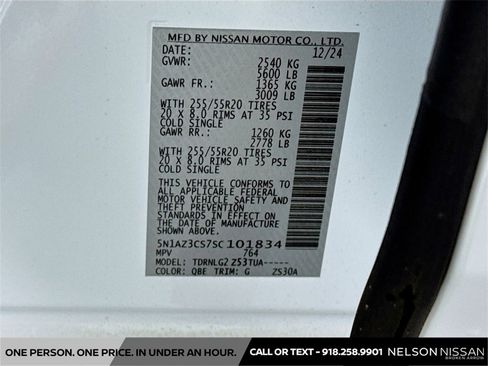 MFD BY NISSAN MOTOR CO., LTD.
DATE: 12/24
GVWR: 2540 KG
5600 LB
GAWR FR.: 1365 KG
3009 LB
WITH 255/55R20 TIRES
20 X 8.0 RIMS AT 35 PSI
COLD SINGLE
GAWR RR.: 1260 KG
2778 LB
WITH 255/55R20 TIRES
20 X 8.0 RIMS AT 35 PSI
COLD SINGLE
THIS VEHICLE CONFORMS TO
ALL APPLICABLE FEDERAL
MOTOR VEHICLE SAFETY AND
THEFT PREVENTION
STANDARDS IN EFFECT ON
THE DATE OF MANUFACTURE
SHOWN ABOVE.
5N1AZ3CS7SC101834
MPV 764
MODEL: TDRNLG2ZS3TUA-----
COLOR: QBE TRIM: G ZS30A
ONE PERSON. ONE PRICE. IN UNDER AN HOUR. CALL OR TEXT - 918.258.9901 NELSON NISSAN
BROKEN ARROW